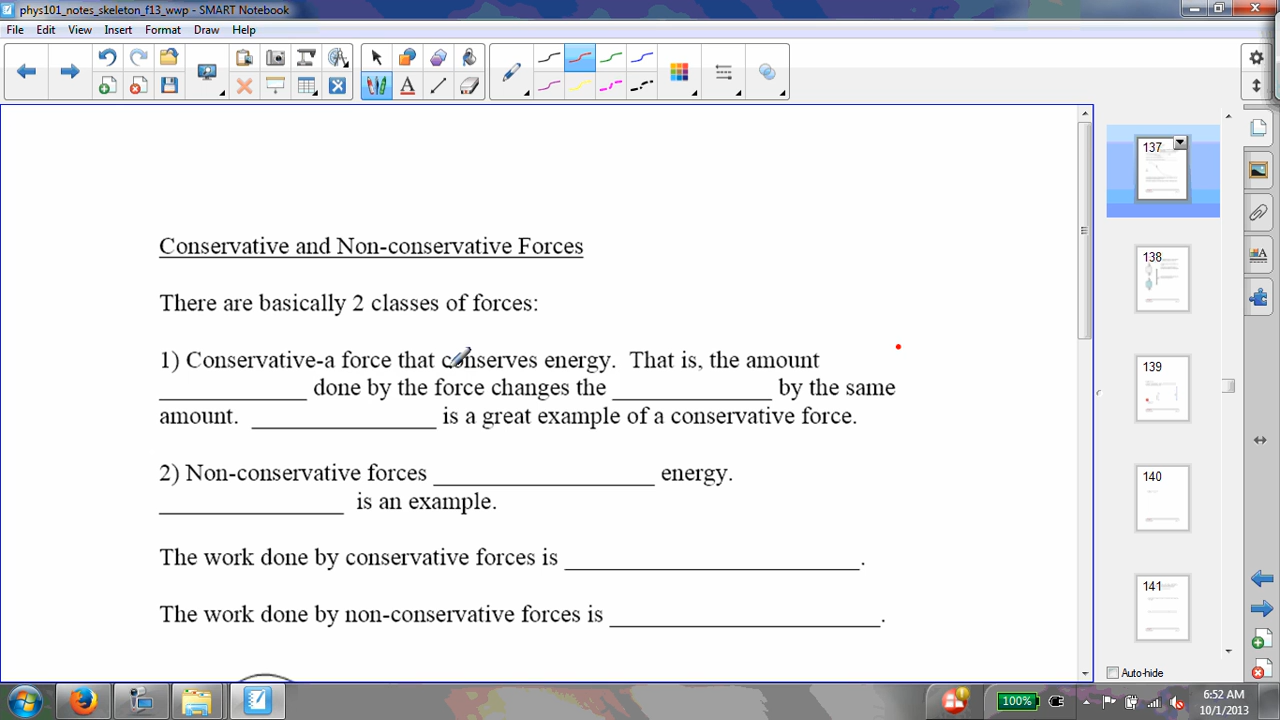 phys101_notes_skeleton_f13_wwp - SMART Notebook
File Edit View Insert Format Draw Help
Conservative and Non-conservative Forces
There are basically 2 classes of forces:
1) Conservative-a force that conserves energy. That is, the amount
____________ done by the force changes the _____________ by the same
amount. _______________ is a great example of a conservative force.
2) Non-conservative forces __________________ energy.
_______________ is an example.
The work done by conservative forces is ________________________.
The work done by non-conservative forces is ______________________.
137
138
139
140
141
Auto-hide
100%
6:52 AM
10/1/2013